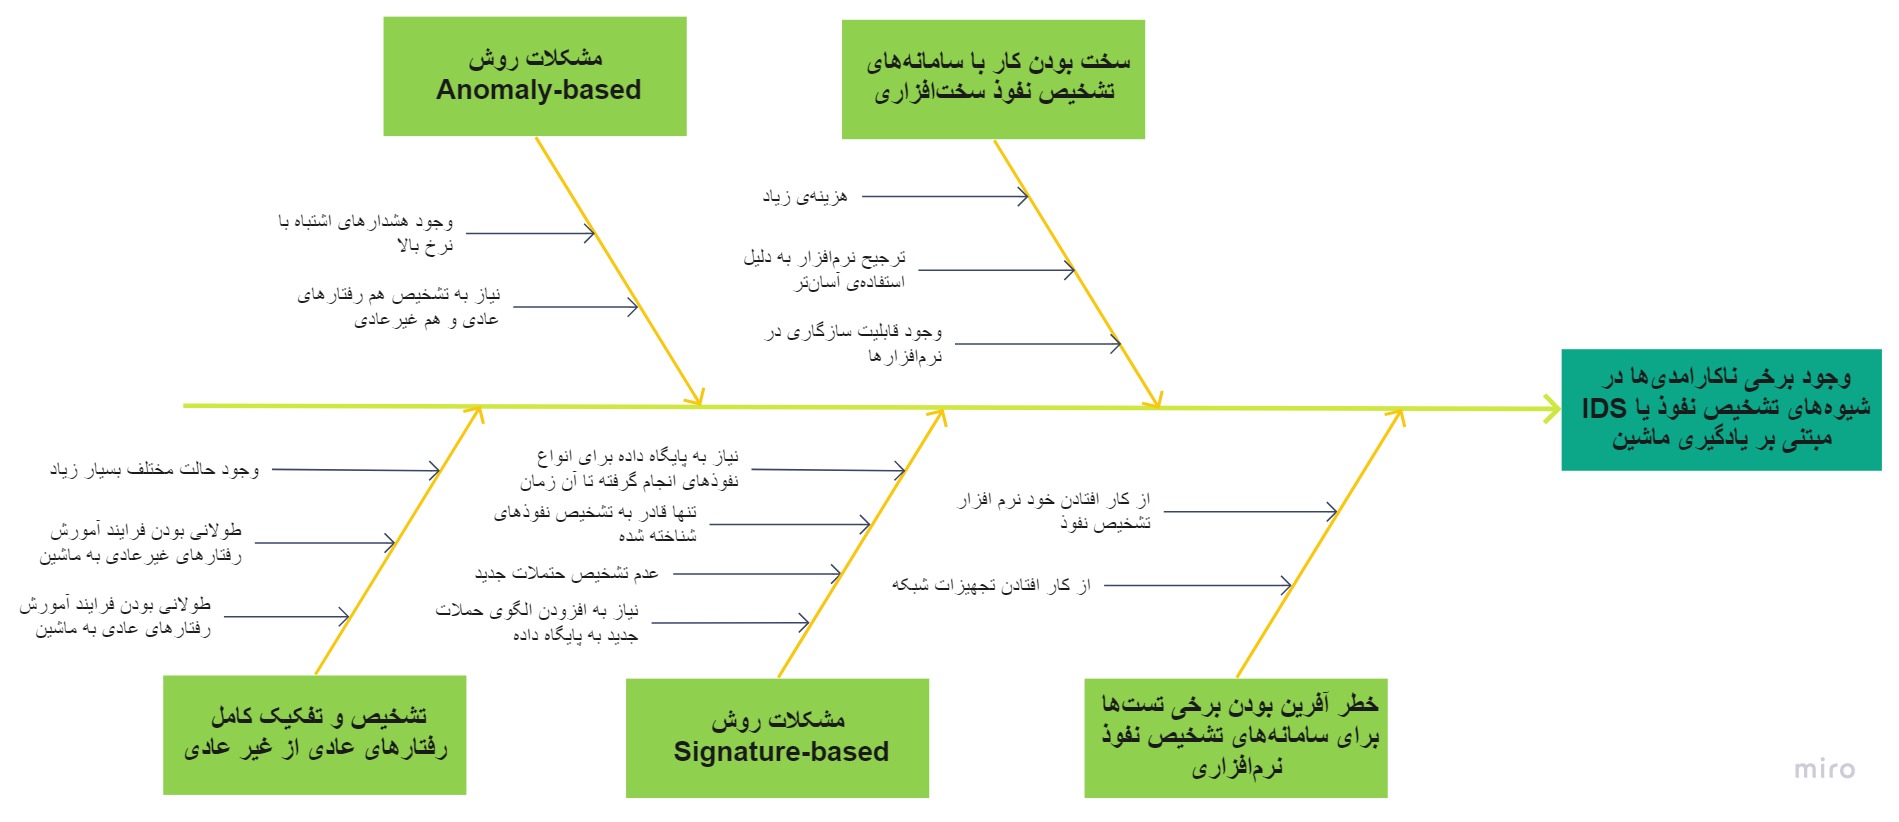 مشکلات روش
Anomaly-based
سخت بودن کار با سامانه‌های
تشخیص نفوذ سخت‌افزاری
هزینه‌ی زیاد
ترجیح نرم‌افزار به دلیل
استفاده‌ی آسان‌تر
وجود قابلیت سازگاری در
نرم‌افزارها
وجود هشدارهای اشتباه با
نرخ بالا
نیاز به تشخیص هم رفتارهای
عادی و هم غیرعادی
وجود برخی ناکارامدی‌ها در
شیوه‌های تشخیص نفوذ یا IDS
مبتنی بر یادگیری ماشین
وجود حالت مختلف بسیار زیاد
طولانی بودن فرایند آمورش
رفتارهای غیرعادی به ماشین
طولانی بودن فرایند آمورش
رفتارهای عادی به ماشین
نیاز به پایگاه داده برای انواع
نفوذهای انجام گرفته تا آن زمان
تنها قادر به تشخیص نفوذهای
شناخته شده
عدم تشخیص حتملات جدید
نیاز به افزودن الگوی حملات
جدید به پایگاه داده
از کار افتادن خود نرم افزار
تشخیص نفوذ
از کار افتادن تجهیزات شبکه
تشخیص و تفکیک کامل
رفتارهای عادی از غیر عادی
مشکلات روش
Signature-based
خطر آفرین بودن برخی تست‌ها
برای سامانه‌های تشخیص نفوذ
نرم‌افزاری
miro